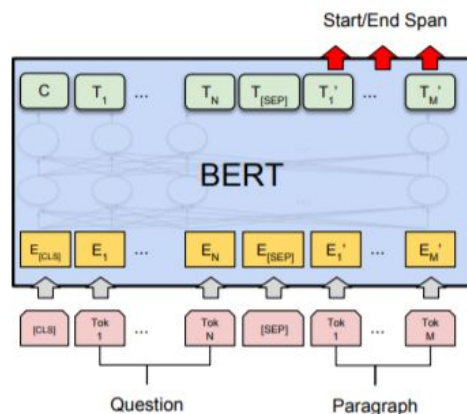 Start/End Span
C T1 ... TN T[SEP] T1' ... TM'
BERT
E[CLS] E1 ... EN E[SEP] E1' ... EM'
[CLS] Tok 1 ... Tok N [SEP] Tok 1 ... Tok M
Question Paragraph